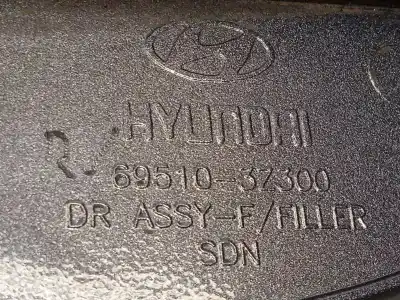 HYUNDAI
69510-37300
DR ASSY-F/FILLER
SDN